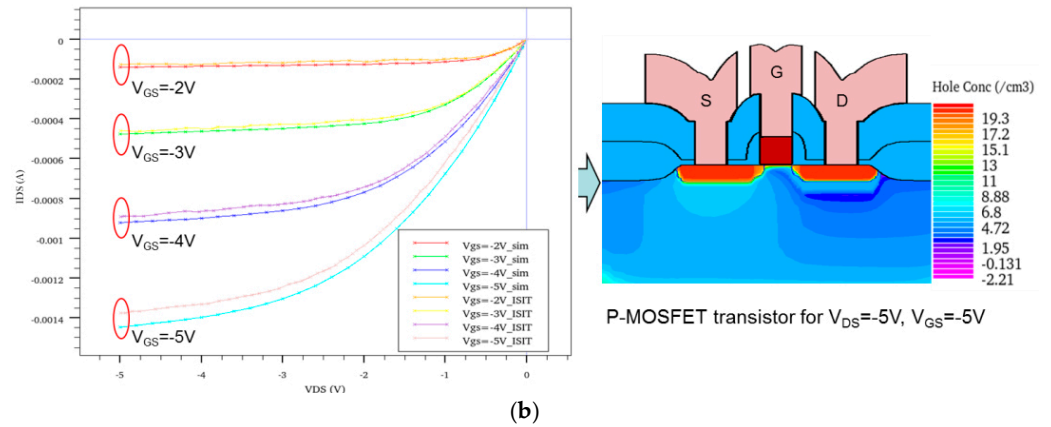 0
-0.0002
-0.0004
-0.0006
-0.0008
-0.001
-0.0012
-0.0014
IDS (A)
VGS=-2V
VGS=-3V
VGS=-4V
VGS=-5V
Vgs=-2V_sim
Vgs=-3V_sim
Vgs=-4V_sim
Vgs=-5V_sim
Vgs=-2V_ISIT
Vgs=-3V_ISIT
Vgs=-4V_ISIT
Vgs=-5V_ISIT
-5 -4 -3 -2 -1 0
VDS (V)
S G D
Hole Conc (/cm3)
19.3
17.2
15.1
13
11
8.88
6.8
4.72
1.95
-0.131
-2.21
P-MOSFET transistor for VDS=-5V, VGS=-5V
(b)